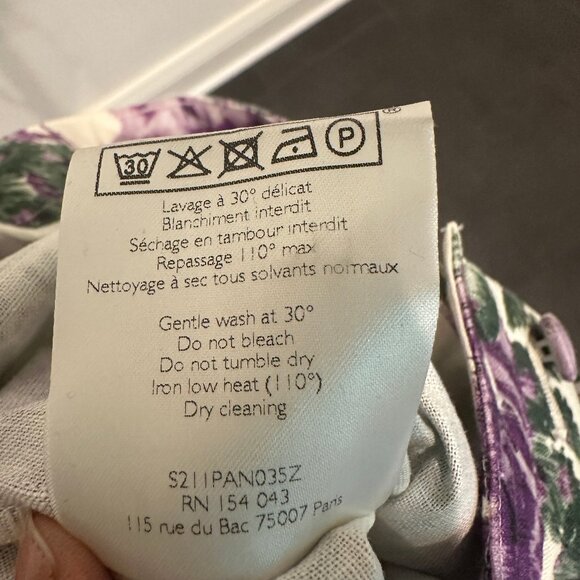 30 P ®
Lavage à 30° délicat
Blanchiment interdit
Séchage en tambour interdit
Repassage 110° max
Nettoyage à sec tous solvants normaux
Gentle wash at 30°
Do not bleach
Do not tumble dry
Iron low heat (110°)
Dry cleaning
S211PAN035Z
RN 154 043
115 rue du Bac 75007 Paris